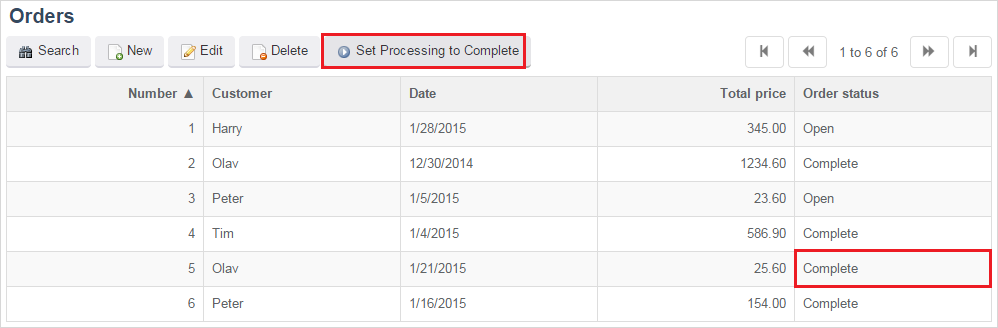 Orders
Search New Edit Delete Set Processing to Complete 1 to 6 of 6
Number ▲ Customer Date Total price Order status
1 Harry 1/28/2015 345.00 Open
2 Olav 12/30/2014 1234.60 Complete
3 Peter 1/5/2015 23.60 Open
4 Tim 1/4/2015 586.90 Complete
5 Olav 1/21/2015 25.60 Complete
6 Peter 1/16/2015 154.00 Complete